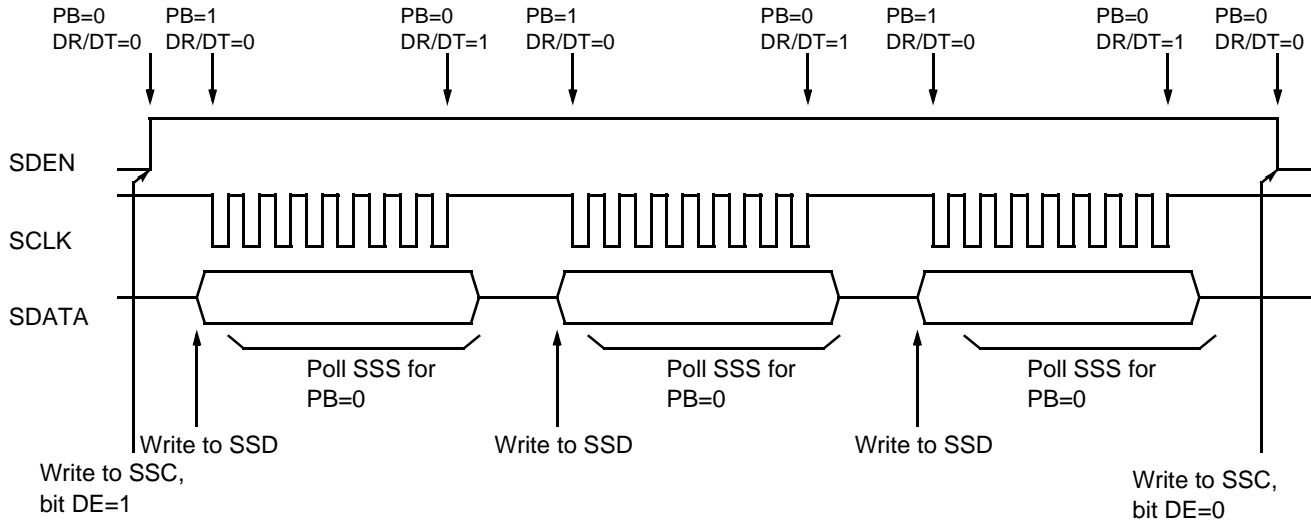 PB=0
DR/DT=0
PB=1
DR/DT=0
PB=0
DR/DT=1
PB=1
DR/DT=0
PB=0
DR/DT=1
PB=1
DR/DT=0
PB=0
DR/DT=1
PB=0
DR/DT=0
SDEN
SCLK
SDATA
Poll SSS for
PB=0
Poll SSS for
PB=0
Poll SSS for
PB=0
Write to SSD
Write to SSD
Write to SSD
Write to SSC,
bit DE=1
Write to SSC,
bit DE=0